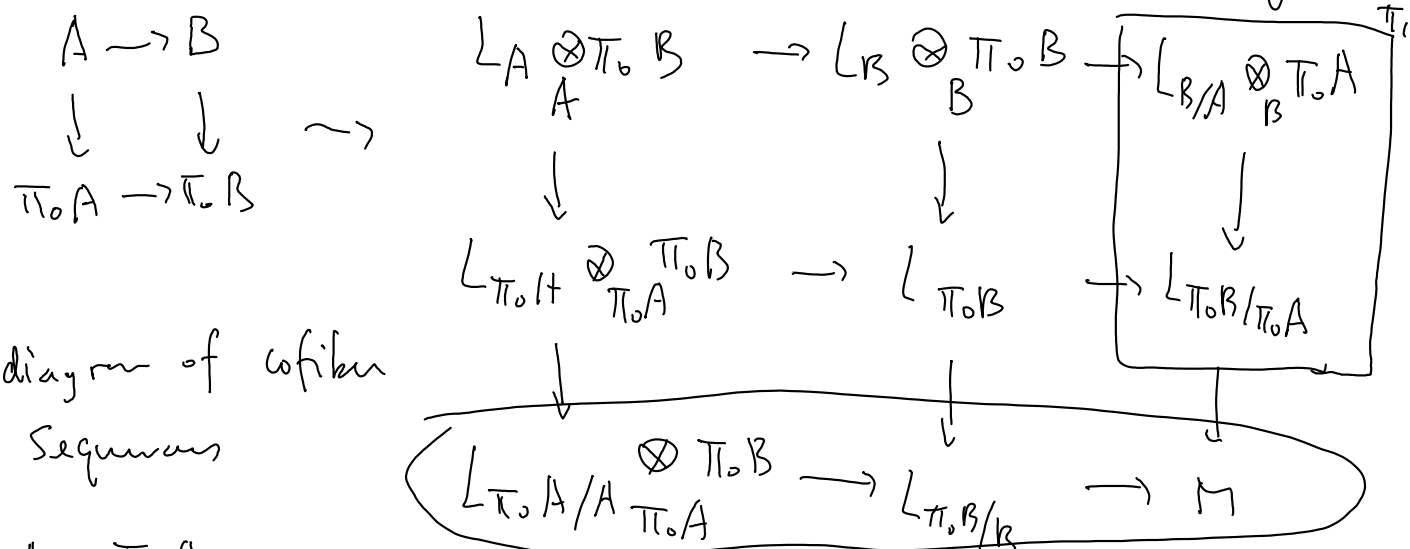 A → B L_A ⊗_A π₀B → L_B ⊗_B π₀B → L_{B/A} ⊗_B π₀A
↓ ↓ ⇝ ↓ ↓ ↓
π₀A → π₀B L_{π₀A} ⊗_{π₀A} π₀B → L_{π₀B} → L_{π₀B/π₀A}
diagram of cofiber
↓ ↓ ↓
sequences L_{π₀A/A} ⊗_{π₀A} π₀B → L_{π₀B/B} → M